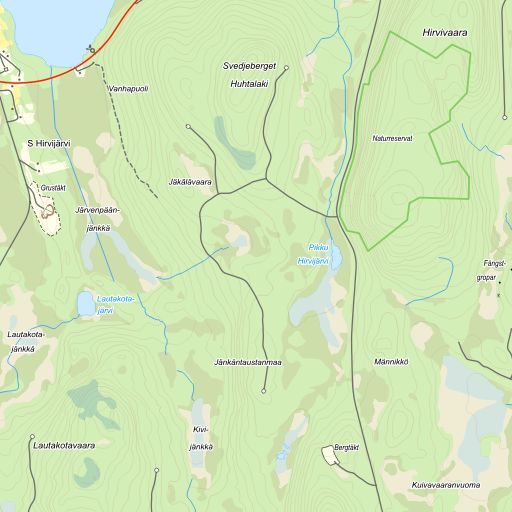 Hirvivaara
Svedjeberget
Huhtalaki
Vanhapuoli
Naturreservat
S Hirvijärvi
Jäkälävaara
Grustäkt
Järvenpään-
jänkkä
Pikku
Hirvijärvi
Fångst-
gropar
Lautakota-
järvi
Lautakota-
jänkkä
Jänkäntaustanmaa
Männikkö
Kivi-
jänkkä
Lautakotavaara
Bergtäkt
Kuivavaaranvuoma